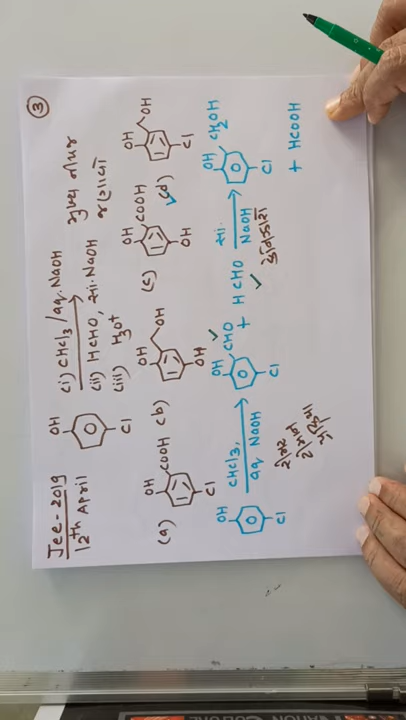 ③
Jee-2019
12th April
OH
Cl
(i) CHCl3/aq.NaOH
(ii) HCHO, સાં.NaOH
(iii) H3O+
મુખ્ય નીપજ
જણાવો
(a)
OH
COOH
Cl
(b)
OH
OH
OH
(c)
OH
COOH
OH
(d)
OH
OH
Cl
OH
Cl
CHCl3,
aq NaOH
OH
CHO
Cl
+ HCHO
સાં.
NaOH
OH
CH2OH
Cl
+ HCOOH